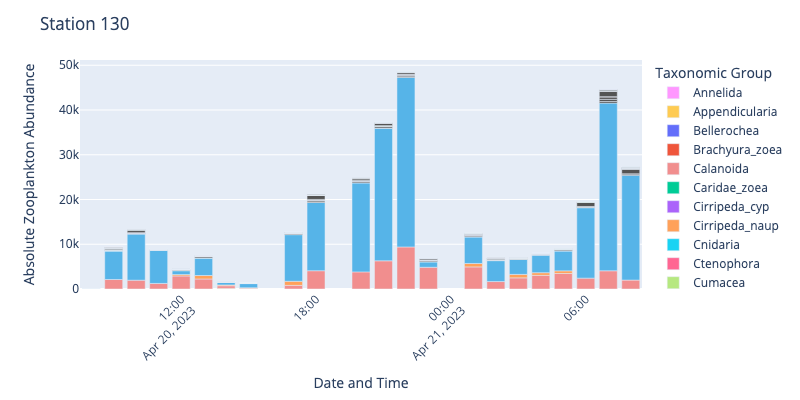 Station 130
Absolute Zooplankton Abundance
50k
40k
30k
20k
10k
0
12:00
Apr 20, 2023
18:00
00:00
Apr 21, 2023
06:00
Date and Time
Taxonomic Group
Annelida
Appendicularia
Bellerochea
Brachyura_zoea
Calanoida
Caridae_zoea
Cirripeda_cyp
Cirripeda_naup
Cnidaria
Ctenophora
Cumacea